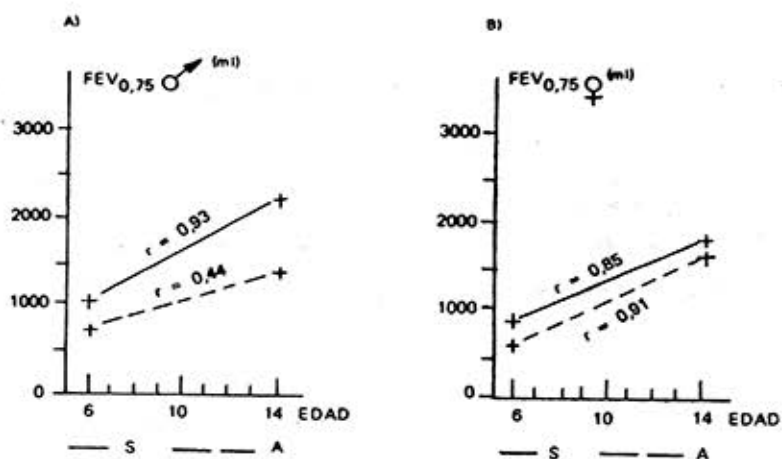 A)
FEV0,75 ♂ (ml)
3000
2000
1000
0
r = 0,93
r = 0,44
6 10 14 EDAD
S A
B)
FEV0,75 ♀ (ml)
3000
2000
1000
0
r = 0,85
r = 0,91
6 10 14 EDAD
S A